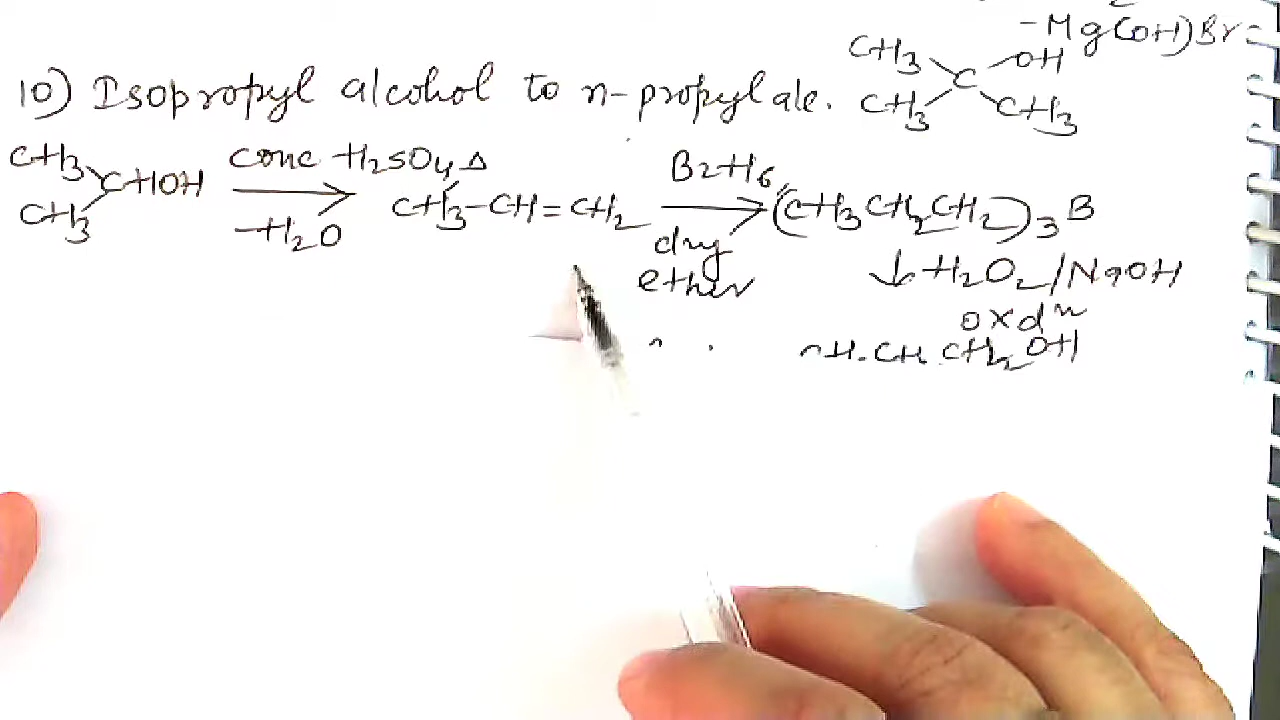 -Mg(OH)Br
CH3 OH
C
CH3 CH3
10) Isopropyl alcohol to n-propyl alc.
CH3
CHOH
CH3
conc H2SO4 Δ
-H2O
CH3-CH=CH2
B2H6,
dry
ether
(CH3CH2CH2)3B
↓ H2O2/NaOH
oxdn
CH2OH